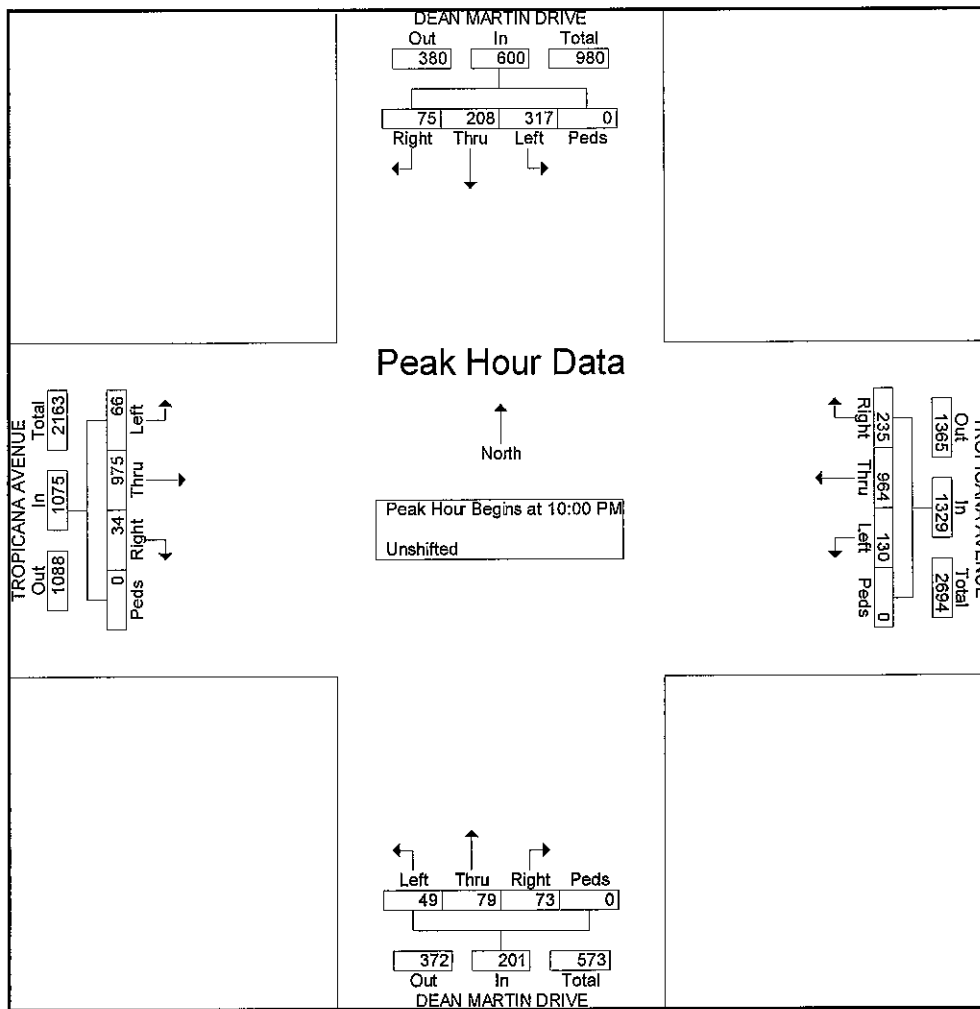 DEAN MARTIN DRIVE
Out In Total
380 600 980
75 208 317 0
Right Thru Left Peds
Peak Hour Data
North
Peak Hour Begins at 10:00 PM
Unshifted
TROPICANA AVENUE
Out In Total
1088 1075 2163
66 975 34 0
Left Thru Right Peds
TROPICANA AVENUE
Out In Total
1365 1329 2694
235 964 130 0
Right Thru Left Peds
Left Thru Right Peds
49 79 73 0
372 201 573
Out In Total
DEAN MARTIN DRIVE